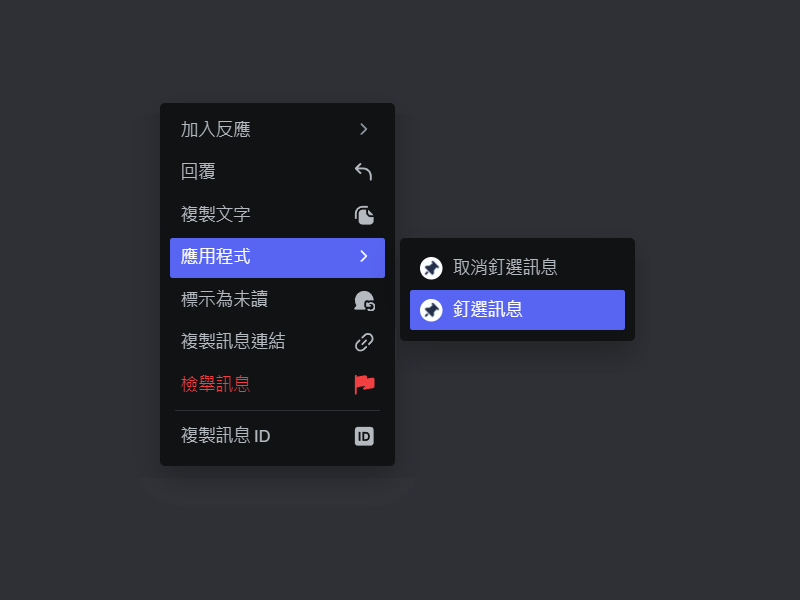 加入反應
回覆
複製文字
應用程式
標示為未讀
複製訊息連結
檢舉訊息
複製訊息 ID
ID
取消釘選訊息
釘選訊息